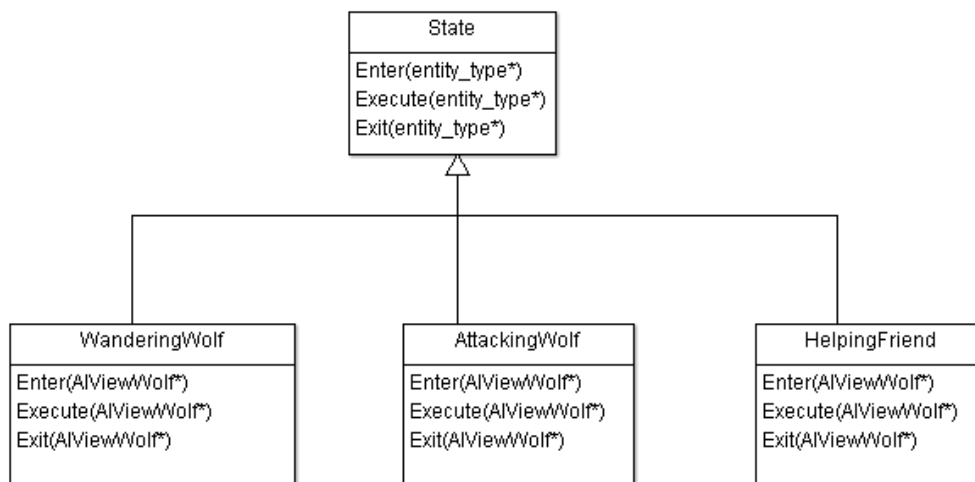 State
Enter(entity_type*)
Execute(entity_type*)
Exit(entity_type*)
WanderingWolf
Enter(AIViewWolf*)
Execute(AIViewWolf*)
Exit(AIViewWolf*)
AttackingWolf
Enter(AIViewWolf*)
Execute(AIViewWolf*)
Exit(AIViewWolf*)
HelpingFriend
Enter(AIViewWolf*)
Execute(AIViewWolf*)
Exit(AIViewWolf*)